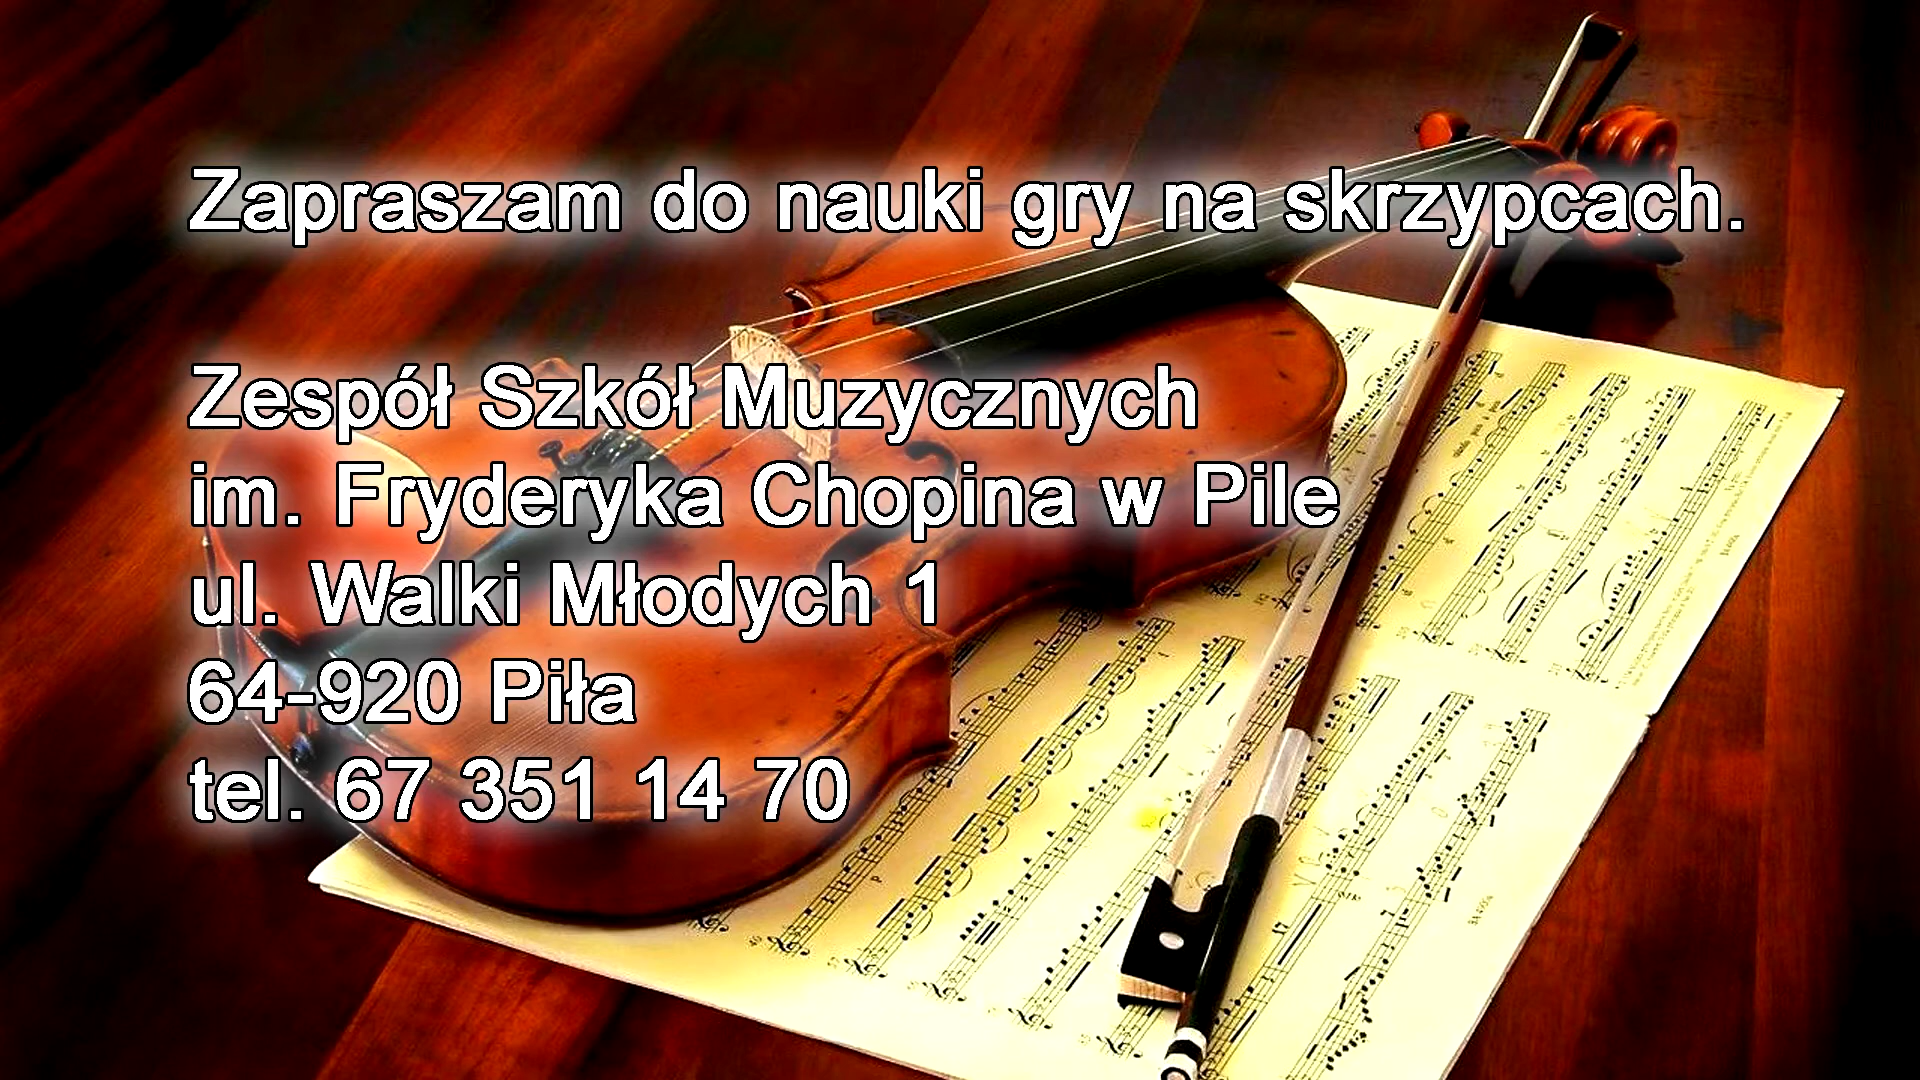 Zapraszam do nauki gry na skrzypcach.
Zespół Szkół Muzycznych
im. Fryderyka Chopina w Pile
ul. Walki Młodych 1
64-920 Piła
tel. 67 351 14 70